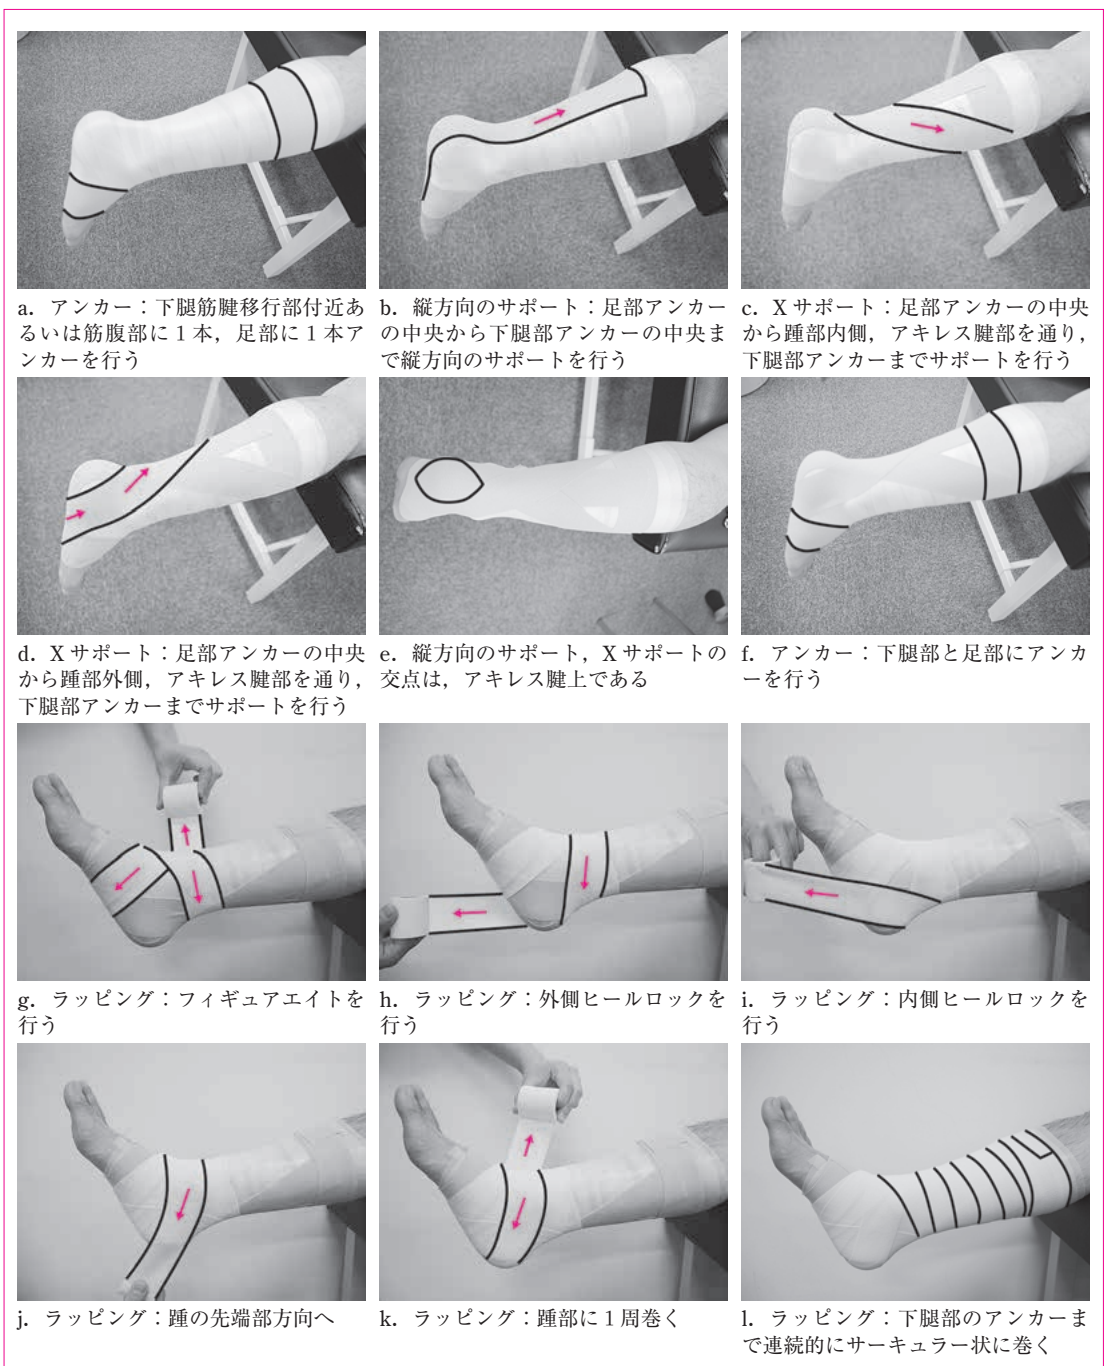 a．アンカー：下腿筋腱移行部付近あ
るいは筋腹部に1本，足部に1本ア
ンカーを行う
b．縦方向のサポート：足部アンカー
の中央から下腿部アンカーの中央ま
で縦方向のサポートを行う
c．Xサポート：足部アンカーの中央
から踵部内側，アキレス腱部を通り，
下腿部アンカーまでサポートを行う
d．Xサポート：足部アンカーの中央
から踵部外側，アキレス腱部を通り，
下腿部アンカーまでサポートを行う
e．縦方向のサポート，Xサポートの
交点は，アキレス腱上である
f．アンカー：下腿部と足部にアンカ
ーを行う
g．ラッピング：フィギュアエイトを
行う
h．ラッピング：外側ヒールロックを
行う
i．ラッピング：内側ヒールロックを
行う
j．ラッピング：踵の先端部方向へ
k．ラッピング：踵部に1周巻く
l．ラッピング：下腿部のアンカーま
で連続的にサーキュラー状に巻く